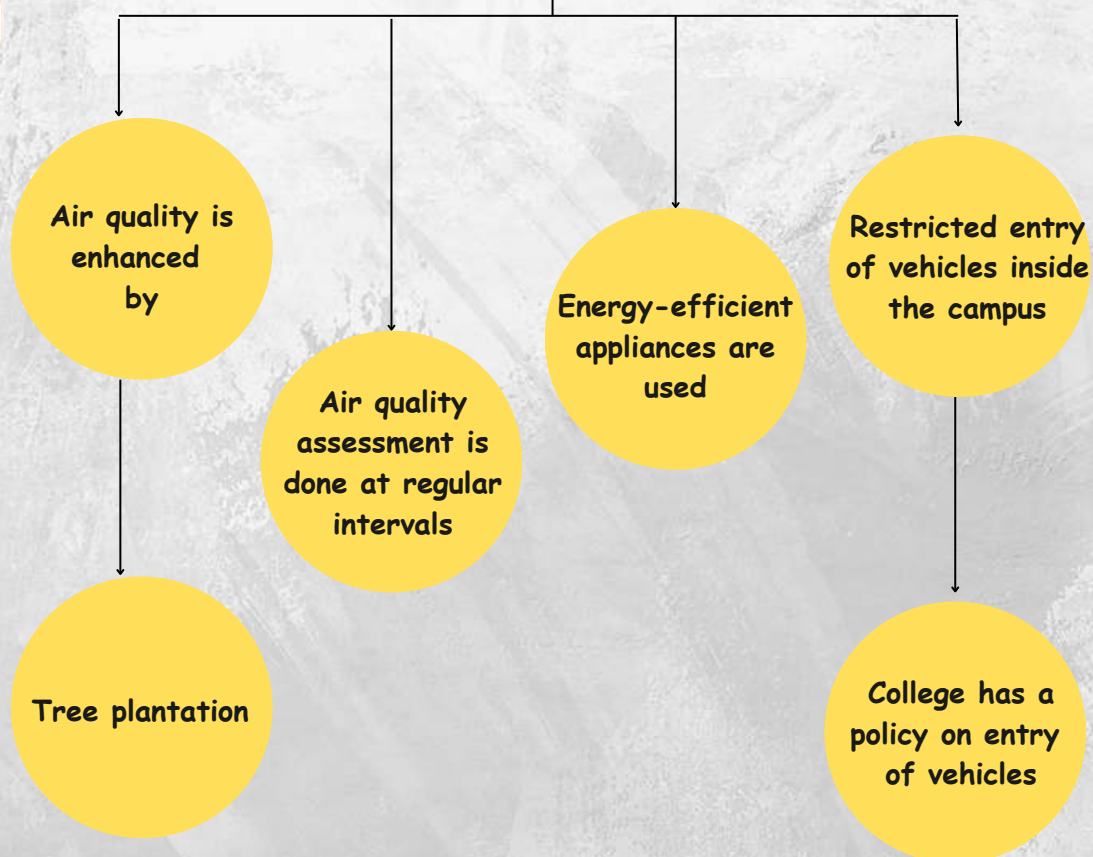 Air quality is
enhanced
by
Air quality
assessment is
done at regular
intervals
Energy-efficient
appliances are
used
Restricted entry
of vehicles inside
the campus
Tree plantation
College has a
policy on entry
of vehicles